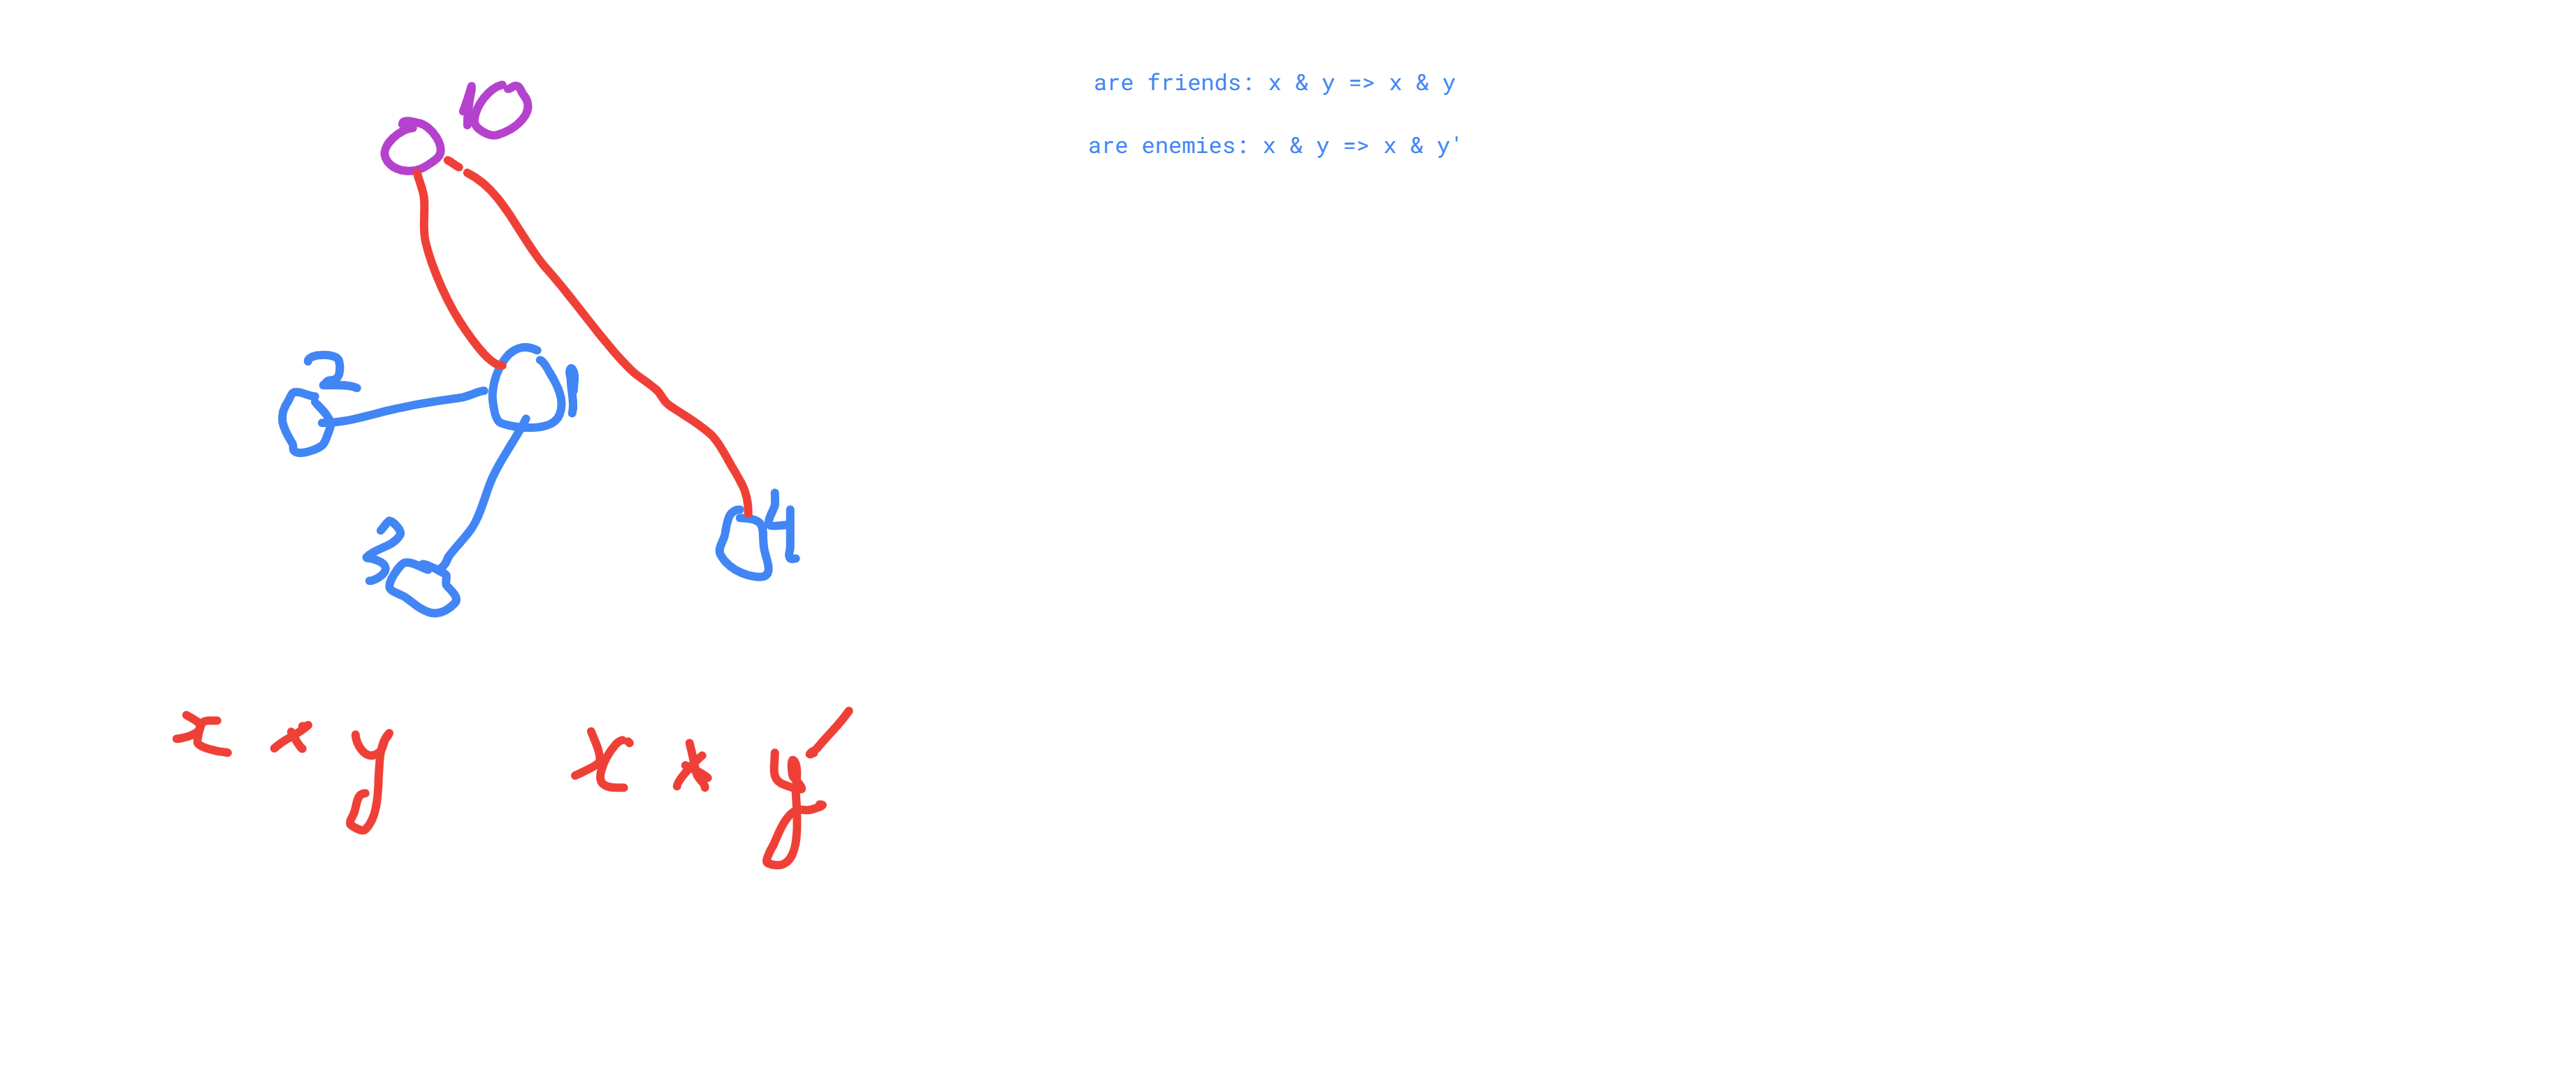 10
are friends: x & y => x & y
are enemies: x & y => x & y'
2
1
3
4
x * y
x * y'